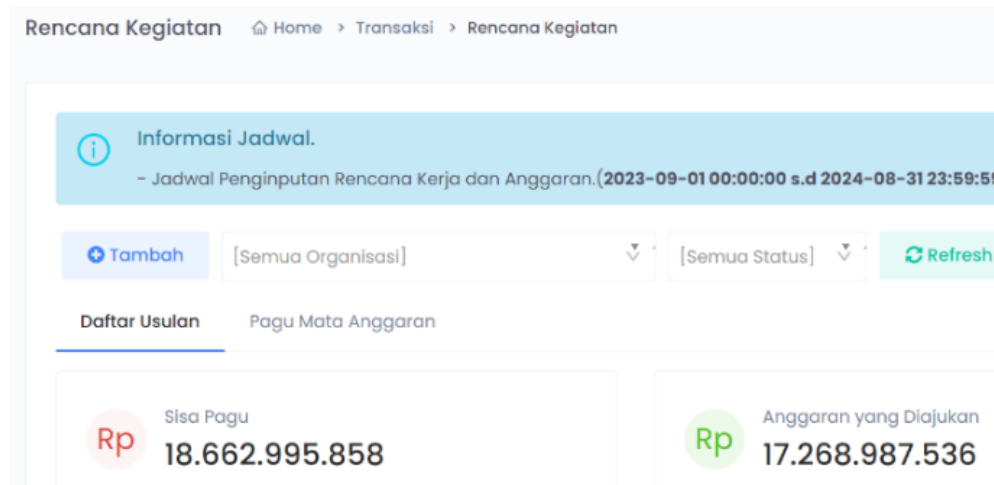 Rencana Kegiatan Home > Transaksi > Rencana Kegiatan
Informasi Jadwal.
- Jadwal Penginputan Rencana Kerja dan Anggaran.(2023-09-01 00:00:00 s.d 2024-08-31 23:59:59
Tambah [Semua Organisasi] [Semua Status] Refresh
Daftar Usulan Pagu Mata Anggaran
Sisa Pagu Anggaran yang Diajukan
Rp 18.662.995.858 Rp 17.268.987.536